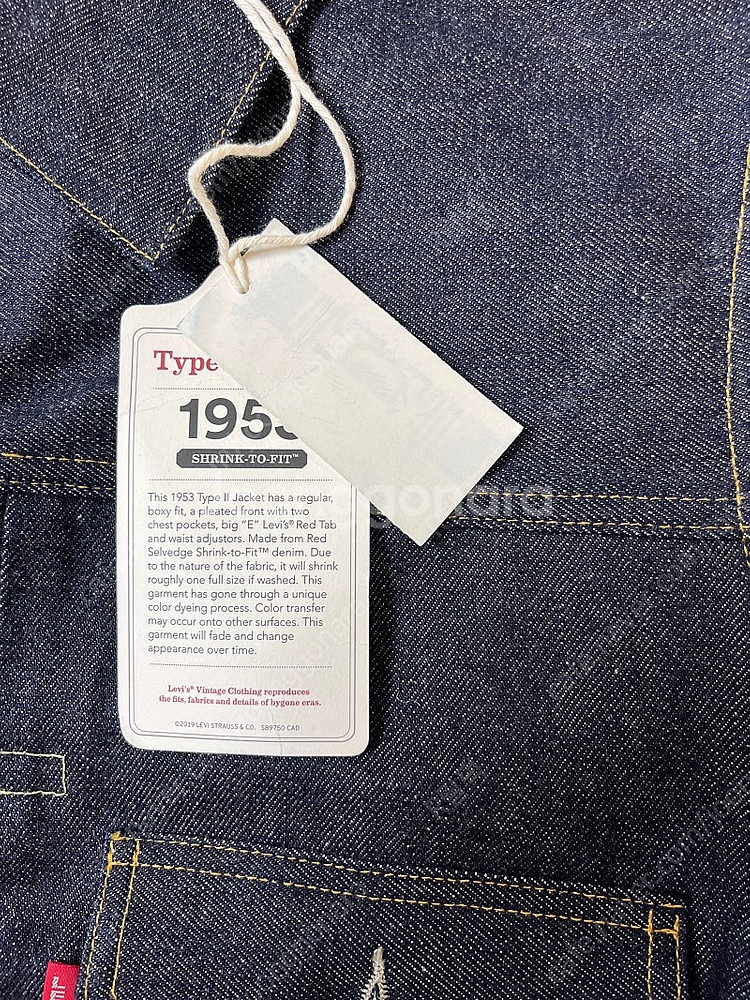 Type
1953
SHRINK-TO-FIT™
This 1953 Type II Jacket has a regular,
boxy fit, a pleated front with two
chest pockets, big "E" Levi's® Red Tab
and waist adjustors. Made from Red
Selvedge Shrink-to-Fit™ denim. Due
to the nature of the fabric, it will shrink
roughly one full size if washed. This
garment has gone through a unique
color dyeing process. Color transfer
may occur onto other surfaces. This
garment will fade and change
appearance over time.
Levi's® Vintage Clothing reproduces
the fits, fabrics and details of bygone eras.
©2019 LEVI STRAUSS & CO. S89750 CAD